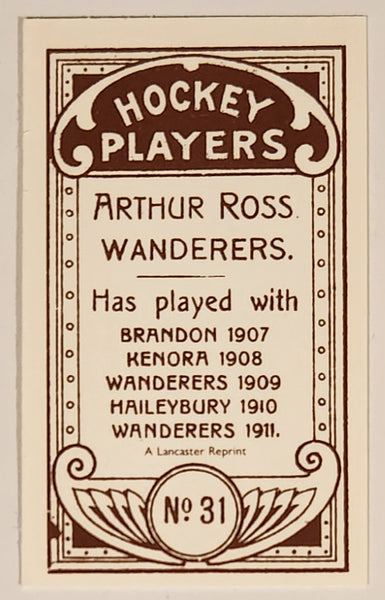 HOCKEY
PLAYERS
ARTHUR ROSS.
WANDERERS.
Has played with
BRANDON 1907
KENORA 1908
WANDERERS 1909
HAILEYBURY 1910
WANDERERS 1911.
A Lancaster Reprint
No 31